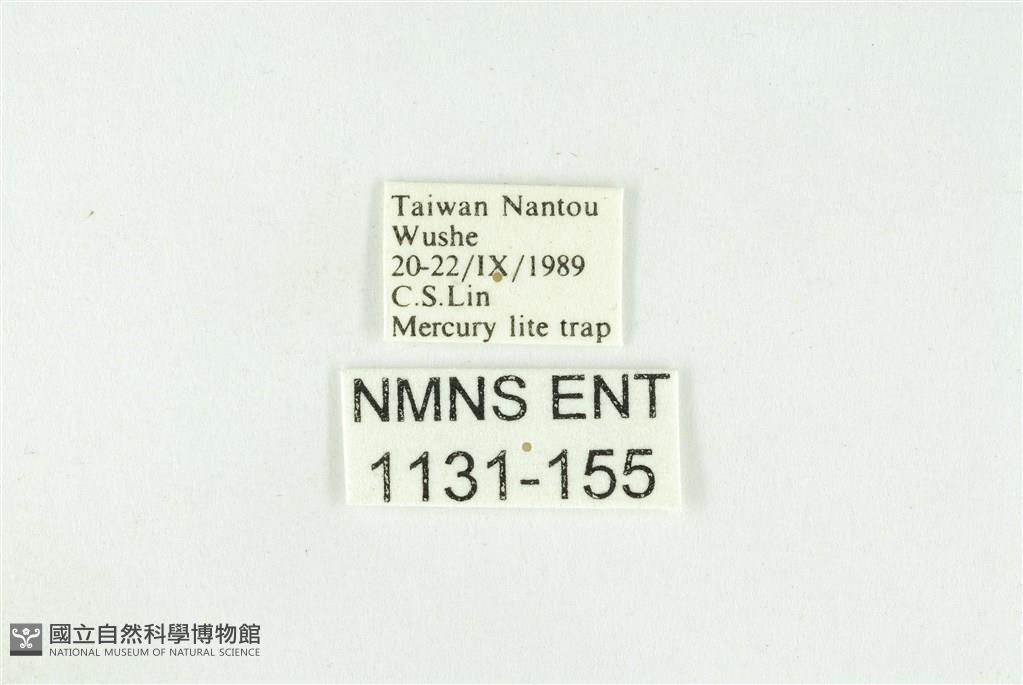 Taiwan Nantou
Wushe
20-22/IX/1989
C.S.Lin
Mercury lite trap
NMNS ENT
1131-155
國立自然科學博物館
NATIONAL MUSEUM OF NATURAL SCIENCE